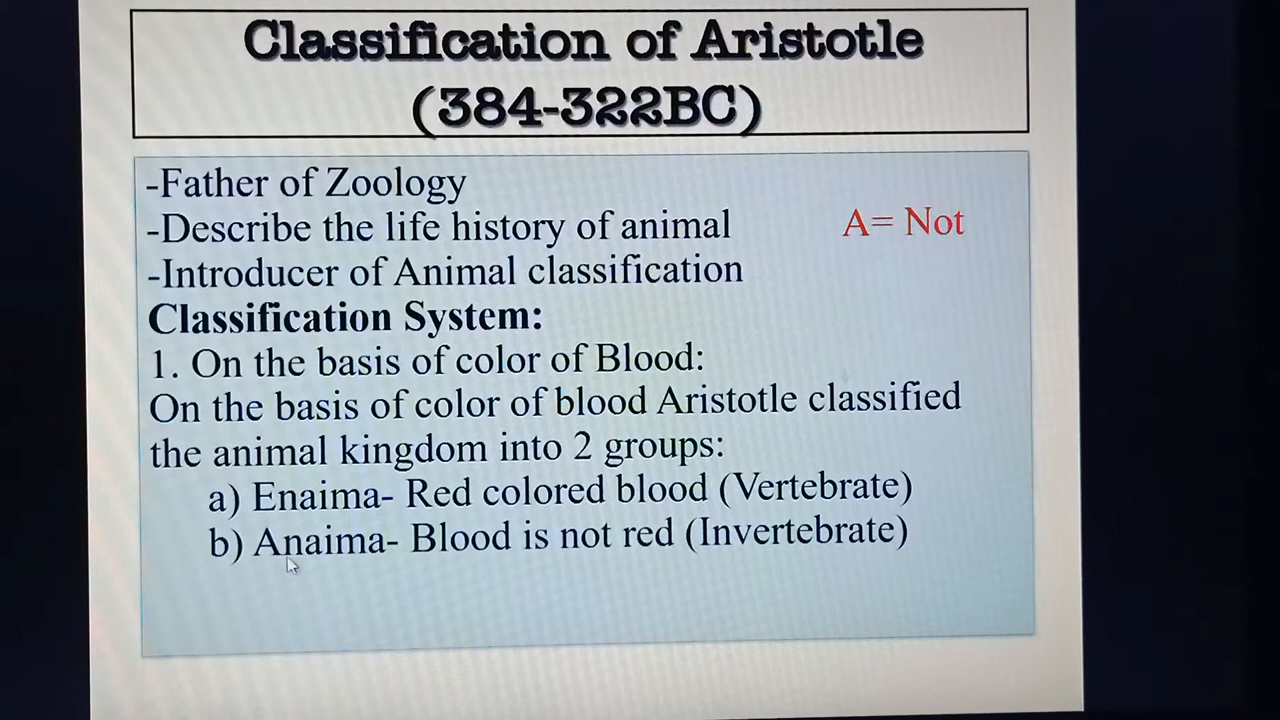 Classification of Aristotle
(384-322BC)
-Father of Zoology
-Describe the life history of animal
A= Not
-Introducer of Animal classification
Classification System:
1. On the basis of color of Blood:
On the basis of color of blood Aristotle classified
the animal kingdom into 2 groups:
a) Enaima- Red colored blood (Vertebrate)
b) Anaima- Blood is not red (Invertebrate)